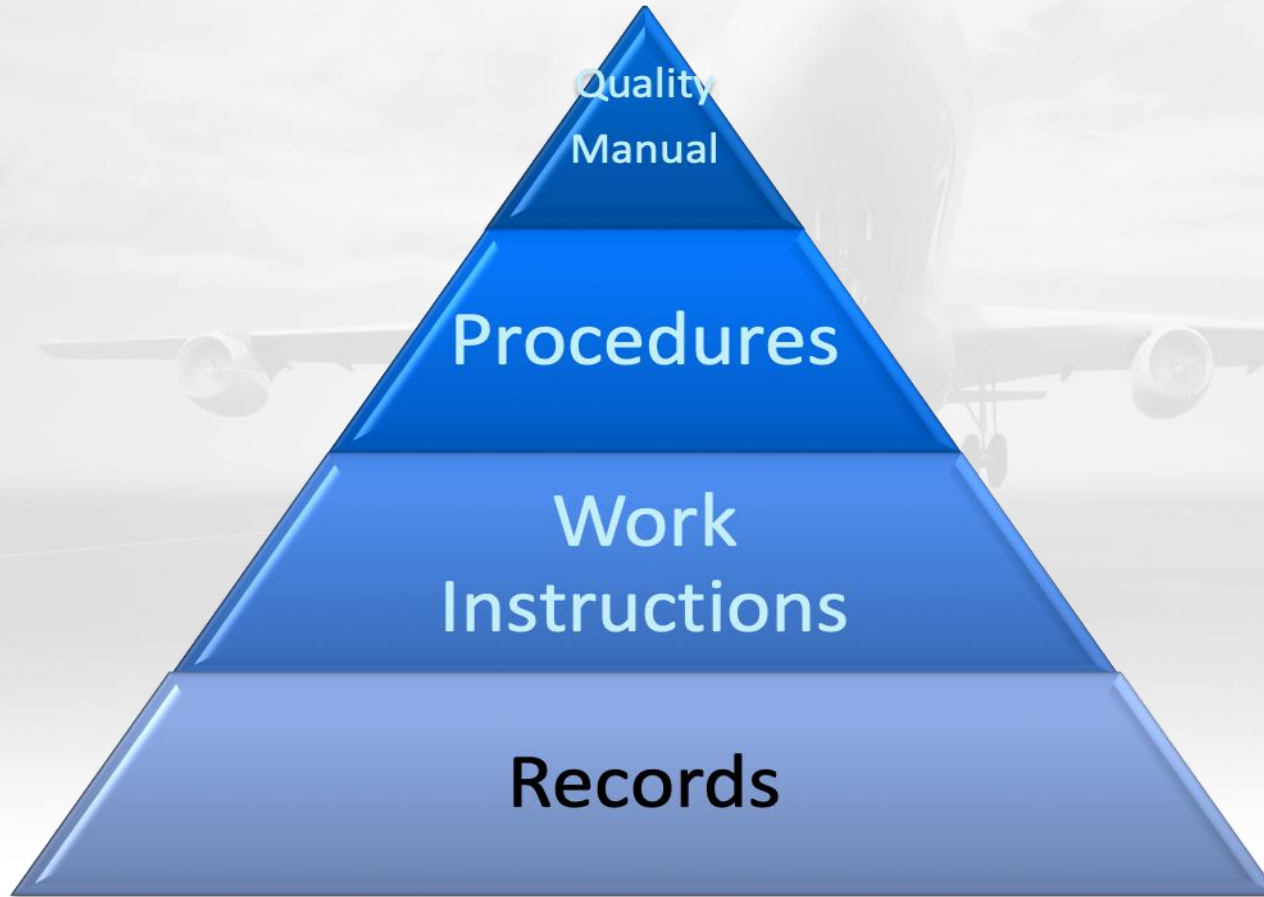 Quality
Manual
Procedures
Work
Instructions
Records